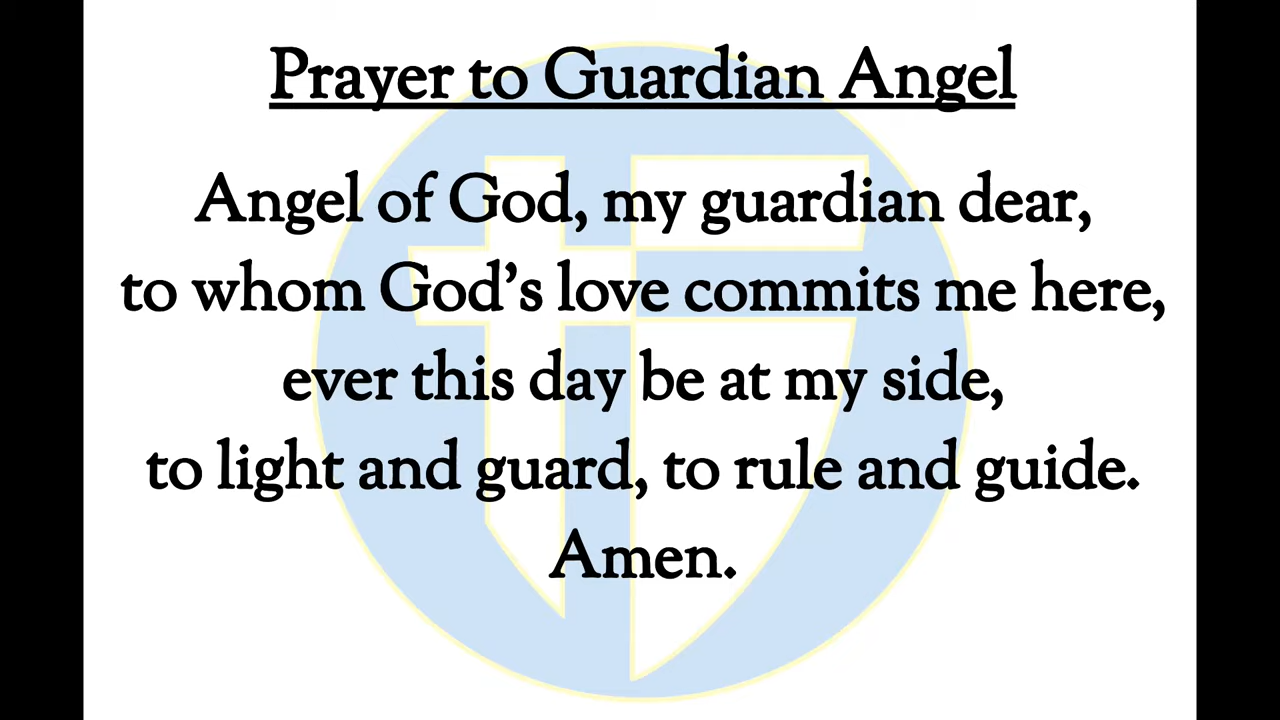 Prayer to Guardian Angel
Angel of God, my guardian dear,
to whom God’s love commits me here,
ever this day be at my side,
to light and guard, to rule and guide.
Amen.